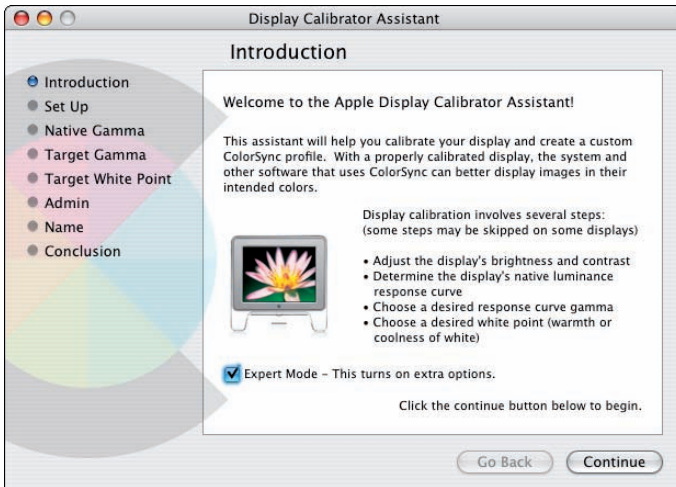 Display Calibrator Assistant
Introduction
Introduction
Set Up
Native Gamma
Target Gamma
Target White Point
Admin
Name
Conclusion
Welcome to the Apple Display Calibrator Assistant!
This assistant will help you calibrate your display and create a custom
ColorSync profile. With a properly calibrated display, the system and
other software that uses ColorSync can better display images in their
intended colors.
Display calibration involves several steps:
(some steps may be skipped on some displays)
• Adjust the display's brightness and contrast
• Determine the display's native luminance
response curve
• Choose a desired response curve gamma
• Choose a desired white point (warmth or
coolness of white)
Expert Mode – This turns on extra options.
Click the continue button below to begin.
Go Back
Continue